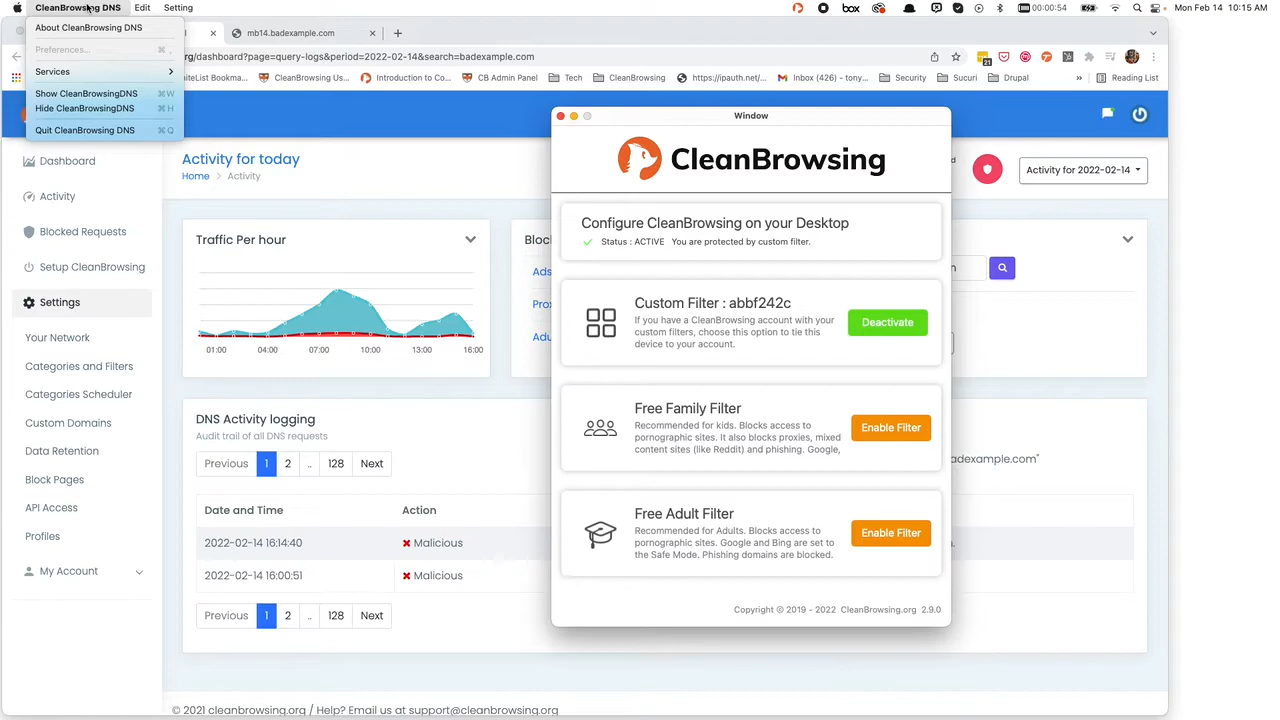 CleanBrowsing DNS Edit Setting
box 00:00:54 Mon Feb 14 10:15 AM
About CleanBrowsing DNS
Preferences... ⌘ ,
Services
Show CleanBrowsingDNS ⌘W
Hide CleanBrowsingDNS ⌘H
Quit CleanBrowsing DNS ⌘Q
mb14.badexample.com
rg/dashboard?page=query-logs&period=2022-02-14&search=badexample.com
21
iteList Bookma... CleanBrowsing Us... Introduction to Co... CB Admin Panel Tech CleanBrowsing https://ipauth.net/... Inbox (426) - tony... Security Sucuri Drupal » Reading List
Dashboard
Activity
Blocked Requests
Setup CleanBrowsing
Settings
Your Network
Categories and Filters
Categories Scheduler
Custom Domains
Data Retention
Block Pages
API Access
Profiles
My Account
Activity for today
Home > Activity
d
Activity for 2022-02-14
Traffic Per hour
01:00 04:00 07:00 10:00 13:00 16:00
Bloc
Ads
Prox
Adu
n
DNS Activity logging
Audit trail of all DNS requests
adexample.com"
Previous 1 2 .. 128 Next
Date and Time Action
2022-02-14 16:14:40 Malicious
2022-02-14 16:00:51 Malicious
Previous 1 2 .. 128 Next
© 2021 cleanbrowsing.org / Help? Email us at support@cleanbrowsing.org
Window
CleanBrowsing
Configure CleanBrowsing on your Desktop
Status : ACTIVE You are protected by custom filter.
Custom Filter : abbf242c
If you have a CleanBrowsing account with your
custom filters, choose this option to tie this
device to your account.
Deactivate
Free Family Filter
Recommended for kids. Blocks access to
pornographic sites. It also blocks proxies, mixed
content sites (like Reddit) and phishing. Google,
Enable Filter
Free Adult Filter
Recommended for Adults. Blocks access to
pornographic sites. Google and Bing are set to
the Safe Mode. Phishing domains are blocked.
Enable Filter
Copyright © 2019 - 2022 CleanBrowsing.org 2.9.0